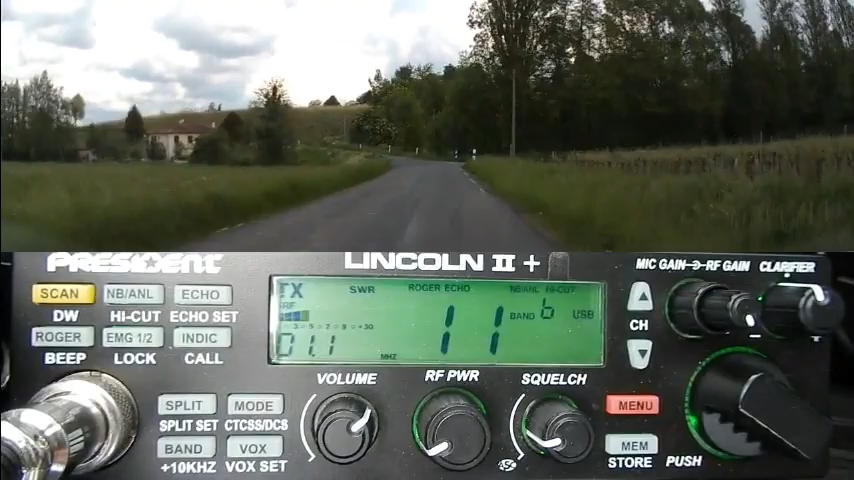 PRESIDENT
LINCOLN II +
MIC GAIN RF GAIN
CLARIFIER
SCAN
NB/ANL
ECHO
DW
HI-CUT
ECHO SET
ROGER
EMG 1/2
INDIC
BEEP
LOCK
CALL
TX
SWR
ROGER ECHO
NB/ANL HI-CUT
BAND b
USB
11
MHZ
CH
VOLUME
RF PWR
SQUELCH
SPLIT
MODE
SPLIT SET
CTCSS/DCS
BAND
VOX
+10KHZ
VOX SET
ASC
MENU
MEM
STORE
PUSH